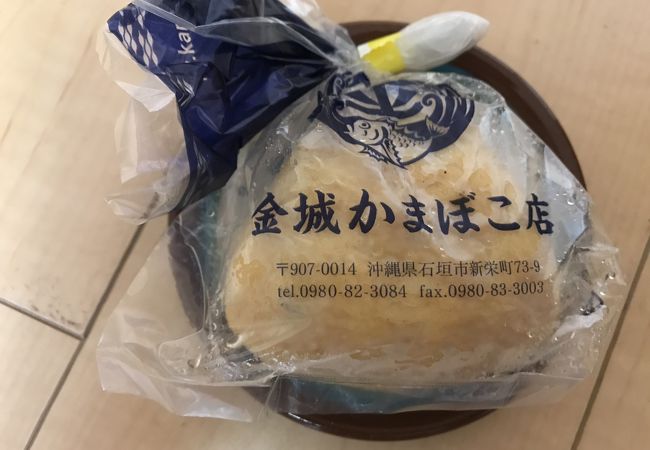 .kar
金城かまぼこ店
〒907-0014 沖縄県石垣市新栄町73-9
tel.0980-82-3084 fax.0980-83-3003